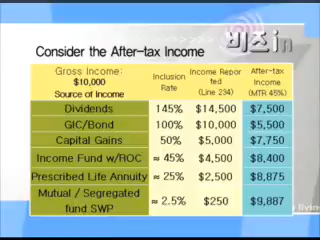 비즈in
Consider the After-tax Income
Gross Income:
$10,000
Source of Income
Inclusion
Rate
Income Repor
ted
(Line 234)
After-tax
Income
(MTR 45%)
Dividends 145% $14,500 $7,500
GIC/Bond 100% $10,000 $5,500
Capital Gains 50% $5,000 $7,750
Income Fund w/ROC ≈ 45% $4,500 $8,400
Prescribed Life Annuity ≈ 25% $2,500 $8,875
Mutual / Segregated
fund SWP ≈ 2.5% $250 $9,887